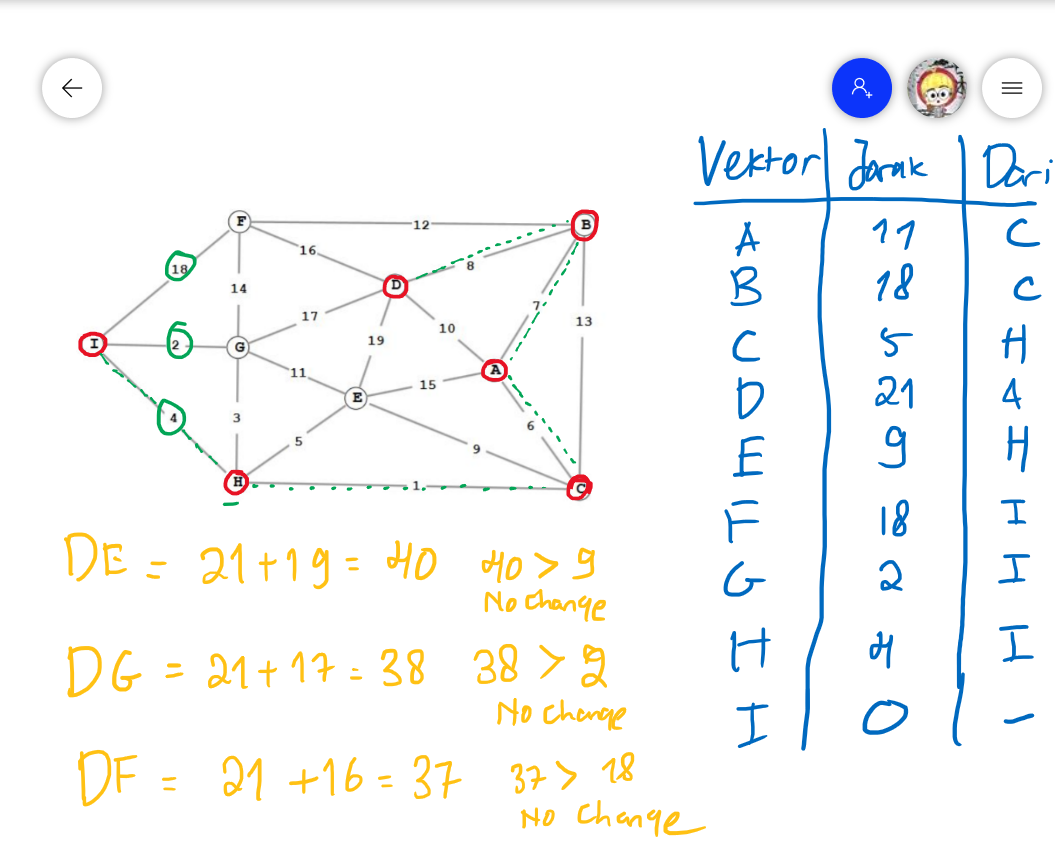 Vektor Jarak Dari
A 11 C
B 18 C
C 5 H
D 21 A
E 9 H
F 18 I
G 2 I
H 4 I
I 0 -
F 12 B
16
18 8
D
14
17 7 13
10
19
I 2 G
11 A
15
E
4 3 6
5 9
H 1 C
DE = 21+19 = 40 40 > 9
No Change
DG = 21+17 = 38 38 > 2
No Change
DF = 21 +16 = 37 37 > 18
No Change